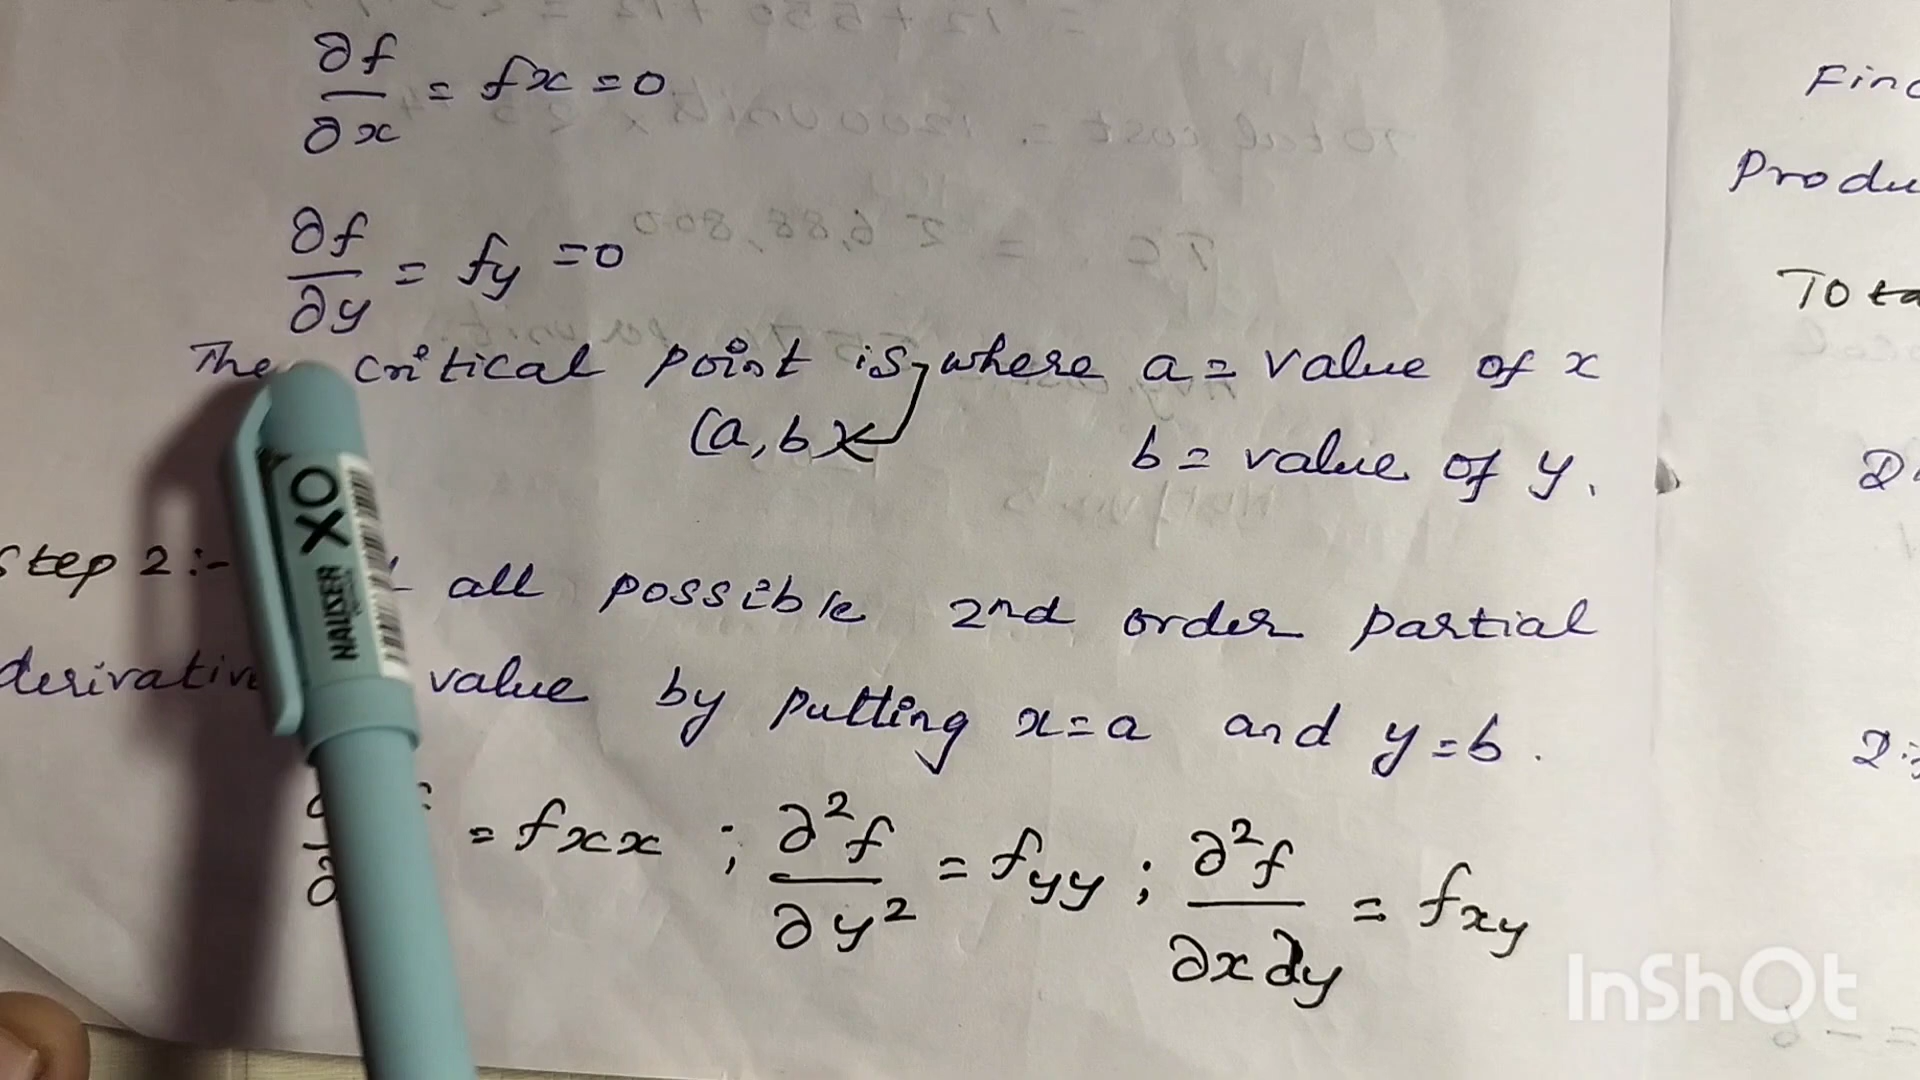 ∂f/∂x = fx = 0
∂f/∂y = fy = 0
The critical point is, where a = value of x
(a, b)
b = value of y.
Step 2:- all possible 2nd order partial
derivative value by putting x=a and y=b.
= fxx ; ∂²f/∂y² = fyy ; ∂²f/∂x∂y = fxy
Find
Produ
Tota
XO
HAUSER
InShOt